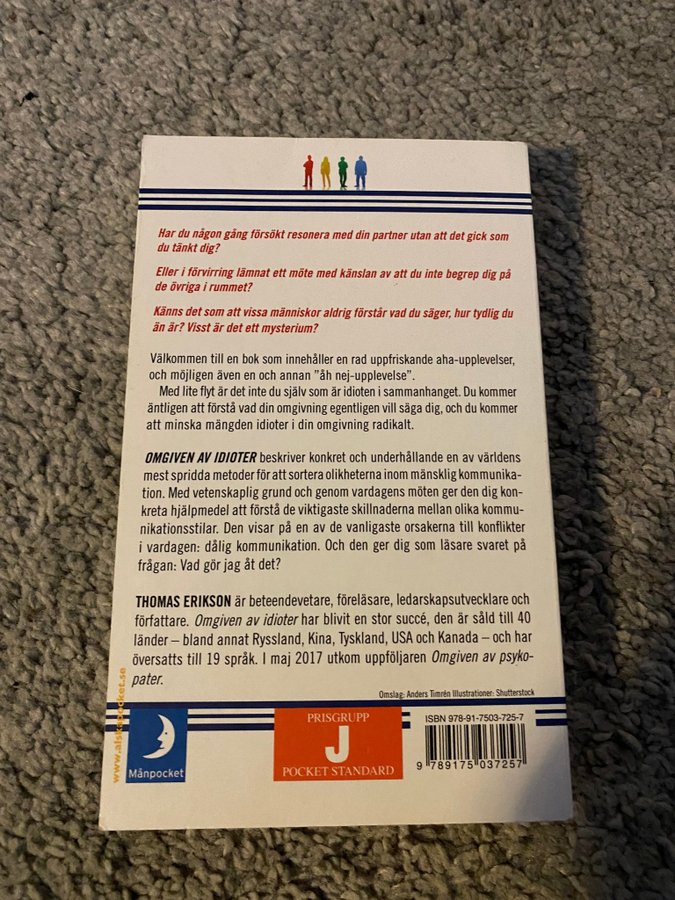 Har du någon gång försökt resonera med din partner utan att det gick som
du tänkt dig?
Eller i förvirring lämnat ett möte med känslan av att du inte begrep dig på
de övriga i rummet?
Känns det som att vissa människor aldrig förstår vad du säger, hur tydlig du
än är? Visst är det ett mysterium?
Välkommen till en bok som innehåller en rad uppfriskande aha-upplevelser,
och möjligen även en och annan "åh nej-upplevelse".
Med lite flyt är det inte du själv som är idioten i sammanhanget. Du kommer
äntligen att förstå vad din omgivning egentligen vill säga dig, och du kommer
att minska mängden idioter i din omgivning radikalt.
OMGIVEN AV IDIOTER beskriver konkret och underhållande en av världens
mest spridda metoder för att sortera olikheterna inom mänsklig kommunika-
tion. Med vetenskaplig grund och genom vardagens möten ger den dig kon-
kreta hjälpmedel att förstå de viktigaste skillnaderna mellan olika kommu-
nikationsstilar. Den visar på en av de vanligaste orsakerna till konflikter
i vardagen: dålig kommunikation. Och den ger dig som läsare svaret på
frågan: Vad gör jag åt det?
THOMAS ERIKSON är beteendevetare, föreläsare, ledarskapsutvecklare och
författare. Omgiven av idioter har blivit en stor succé, den är såld till 40
länder – bland annat Ryssland, Kina, Tyskland, USA och Kanada – och har
översatts till 19 språk. I maj 2017 utkom uppföljaren Omgiven av psyko-
pater.
Omslag: Anders Timrén Illustrationer: Shutterstock
www.alskapocket.se
Månpocket
PRISGRUPP
J
POCKET STANDARD
ISBN 978-91-7503-725-7
9 789175 037257